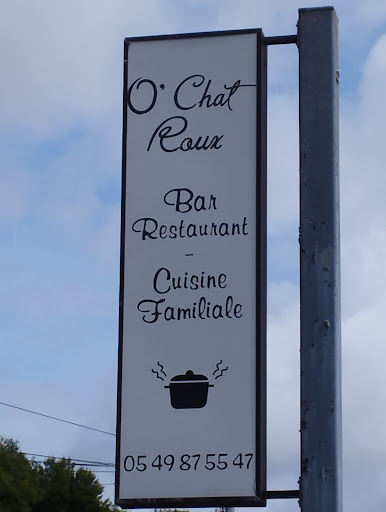 O' Chat
Roux
Bar
Restaurant
-
Cuisine
Familiale
05 49 87 55 47